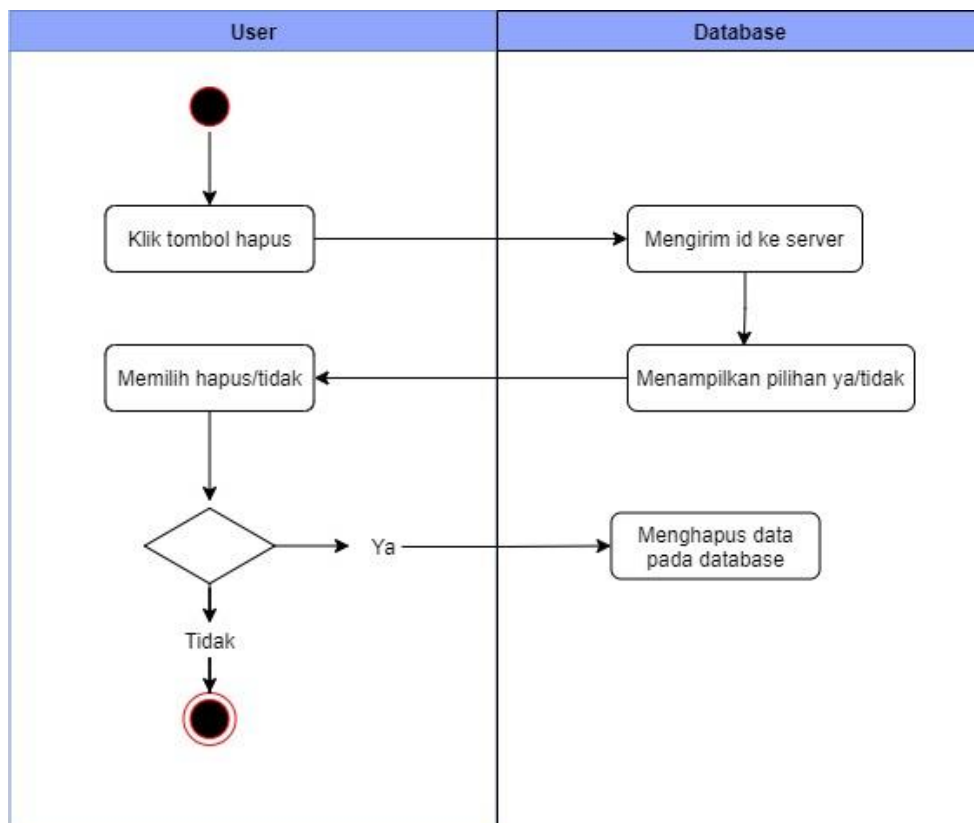 User
Database
Klik tombol hapus
Mengirim id ke server
Memilih hapus/tidak
Menampilkan pilihan ya/tidak
Ya
Menghapus data
pada database
Tidak